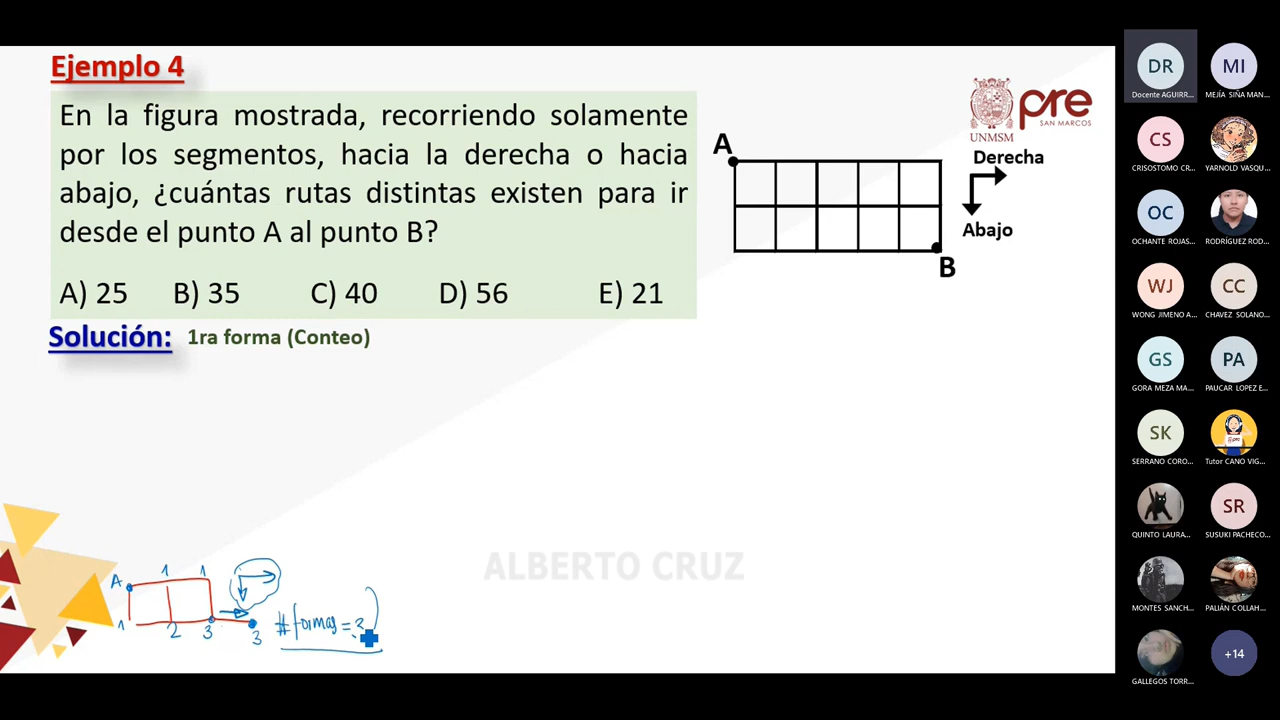 Ejemplo 4
En la figura mostrada, recorriendo solamente
por los segmentos, hacia la derecha o hacia
abajo, ¿cuántas rutas distintas existen para ir
desde el punto A al punto B?
A) 25 B) 35 C) 40 D) 56 E) 21
Solución: 1ra forma (Conteo)
A
B
Derecha
Abajo
UNMSM
pre
SAN MARCOS
ALBERTO CRUZ
A 1 1
1 2 3 3
# formas = 3
DR
Docente AGUIRR...
MI
MEJÍA SIÑA MAN...
CS
CRISOSTOMO CR...
YARNOLD VASQU...
OC
OCHANTE ROJAS...
RODRÍGUEZ ROD...
WJ
WONG JIMENO A...
CC
CHAVEZ SOLANO...
GS
GORA MEZA MA...
PA
PAUCAR LOPEZ E...
SK
SERRANO CORO...
Tutor CANO VIG...
QUINTO LAURA...
SR
SUSUKI PACHECO...
MONTES SANCH...
PALIÁN COLLAH...
GALLEGOS TORR...
+14